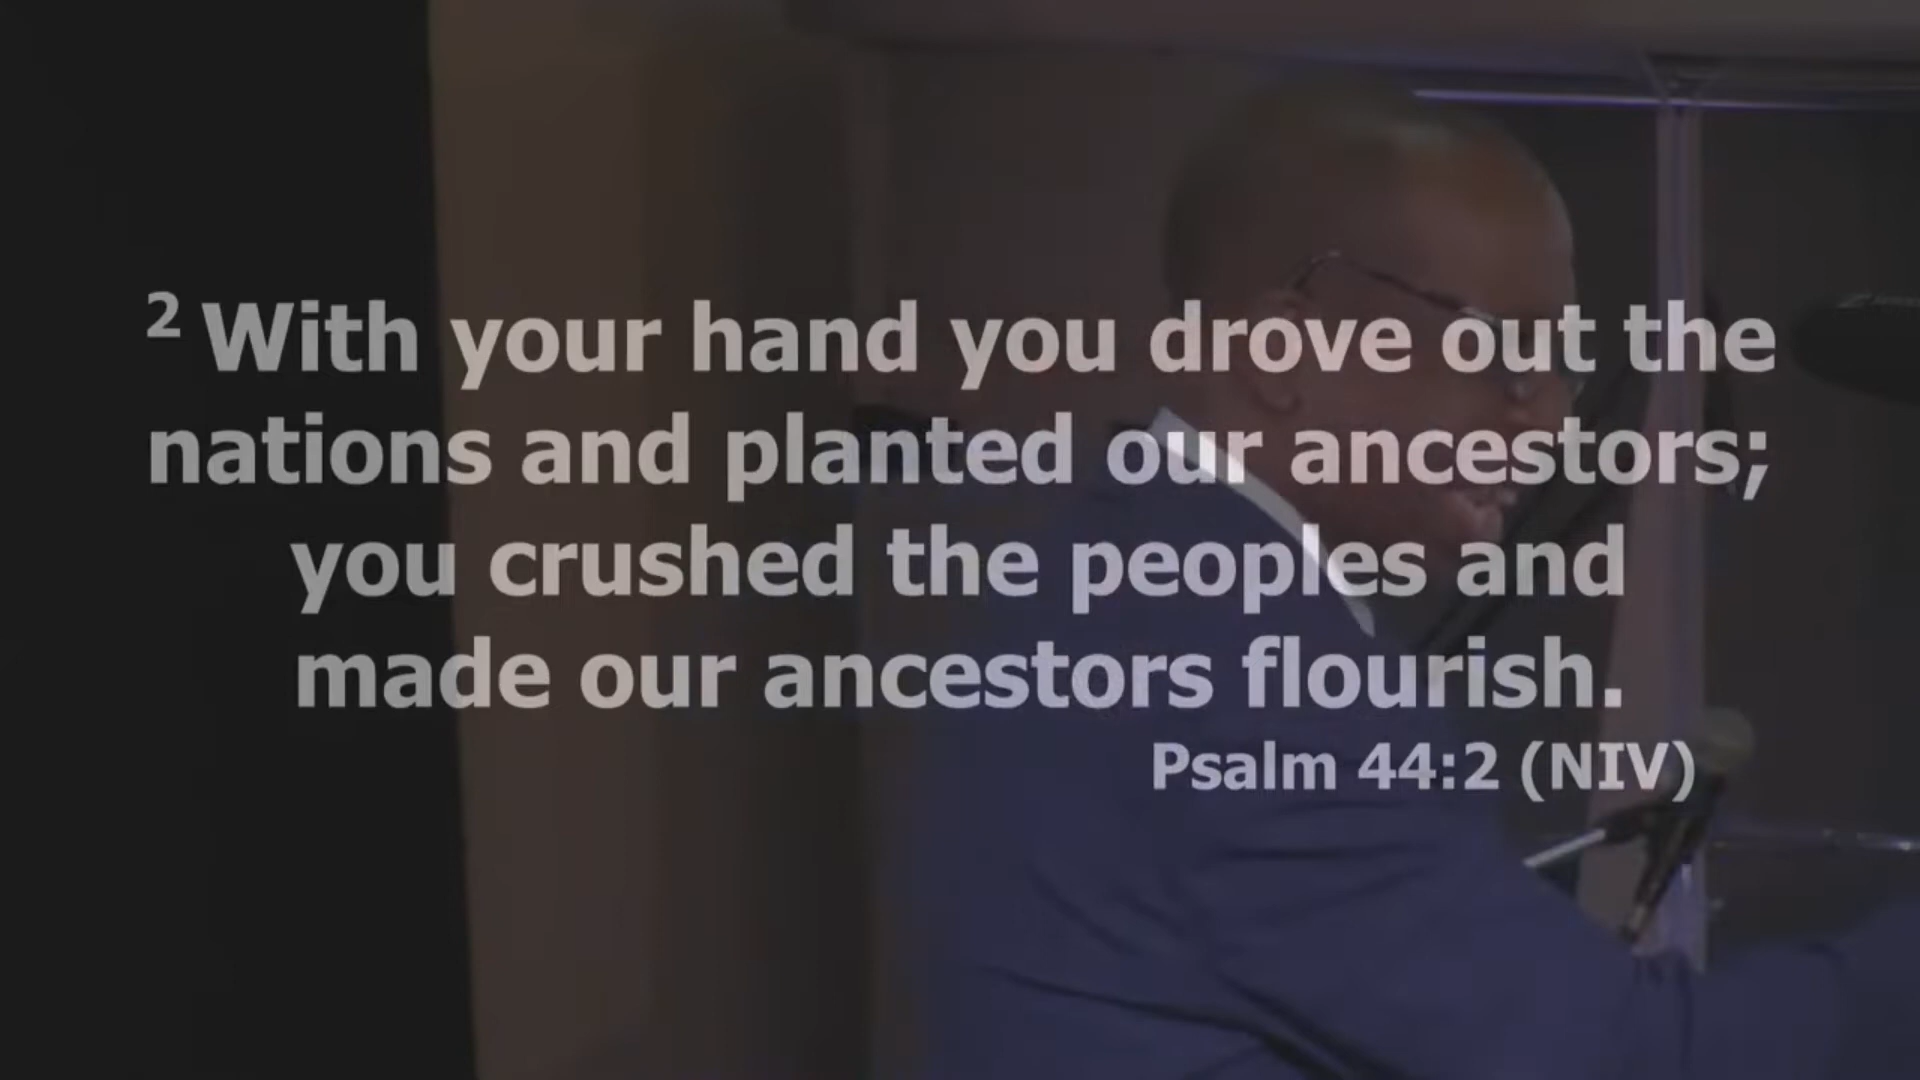 2 With your hand you drove out the
nations and planted our ancestors;
you crushed the peoples and
made our ancestors flourish.
Psalm 44:2 (NIV)